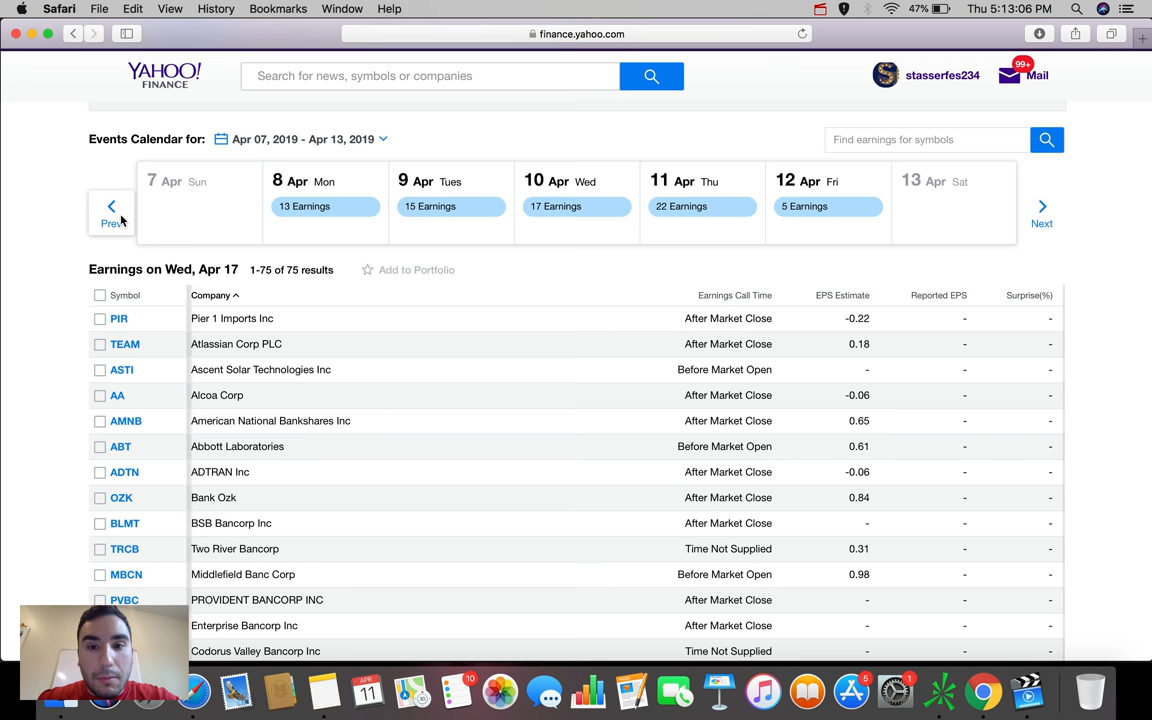 Safari File Edit View History Bookmarks Window Help 47% Thu 5:13:06 PM
finance.yahoo.com
YAHOO!
FINANCE
Search for news, symbols or companies
stasserfes234
99+
Mail
Events Calendar for: Apr 07, 2019 - Apr 13, 2019
Find earnings for symbols
7 Apr Sun 8 Apr Mon 9 Apr Tues 10 Apr Wed 11 Apr Thu 12 Apr Fri 13 Apr Sat
13 Earnings 15 Earnings 17 Earnings 22 Earnings 5 Earnings
Prev Next
Earnings on Wed, Apr 17 1-75 of 75 results Add to Portfolio
Symbol Company Earnings Call Time EPS Estimate Reported EPS Surprise(%)
PIR Pier 1 Imports Inc After Market Close -0.22 - -
TEAM Atlassian Corp PLC After Market Close 0.18 - -
ASTI Ascent Solar Technologies Inc Before Market Open - - -
AA Alcoa Corp After Market Close -0.06 - -
AMNB American National Bankshares Inc After Market Close 0.65 - -
ABT Abbott Laboratories Before Market Open 0.61 - -
ADTN ADTRAN Inc After Market Close -0.06 - -
OZK Bank Ozk After Market Close 0.84 - -
BLMT BSB Bancorp Inc After Market Close - - -
TRCB Two River Bancorp Time Not Supplied 0.31 - -
MBCN Middlefield Banc Corp Before Market Open 0.98 - -
PVBC PROVIDENT BANCORP INC After Market Close - - -
Enterprise Bancorp Inc After Market Close - - -
Codorus Valley Bancorp Inc Time Not Supplied - - -
APR
11
10
5
1